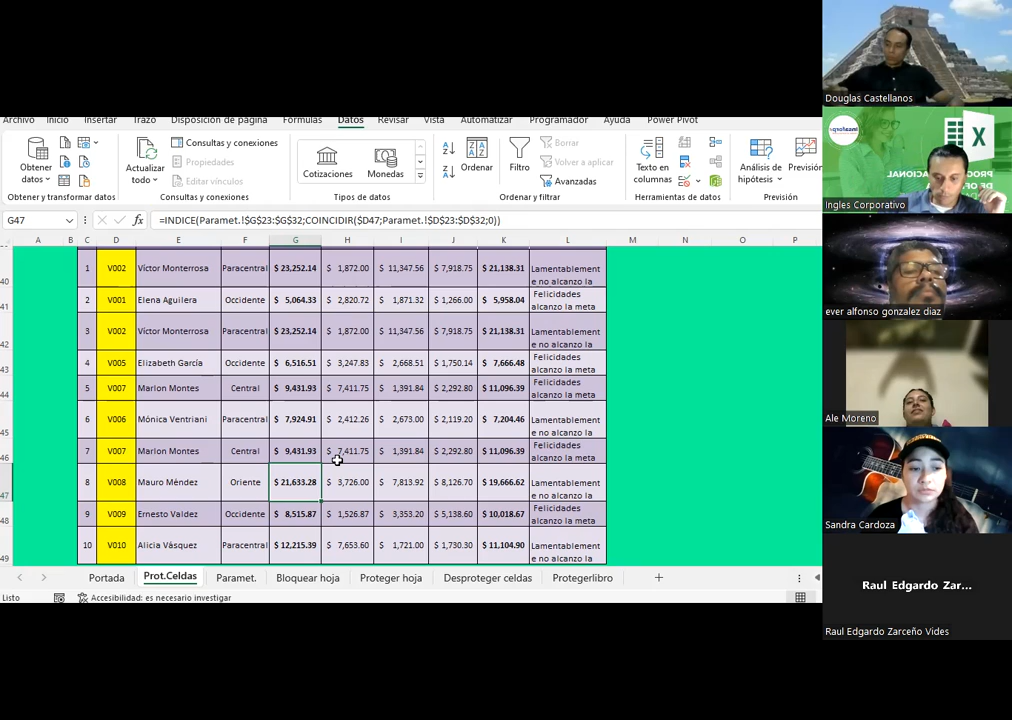 Archivo Inicio Insertar Trazo Disposición de página Fórmulas Datos Revisar Vista Automatizar Programador Ayuda Power Pivot
Obtener datos
Actualizar todo
Consultas y conexiones
Propiedades
Editar vínculos
Cotizaciones
Monedas
Ordenar
Filtro
Borrar
Volver a aplicar
Avanzadas
Texto en columnas
Análisis de hipótesis
Previsión
Obtener y transformar datos
Consultas y conexiones
Tipos de datos
Ordenar y filtrar
Herramientas de datos
Previsión
G47 fx =INDICE(Paramet.!$G$23:$G$32;COINCIDIR($D47;Paramet.!$D$23:$D$32;0))
A B C D E F G H I J K L M N O P
40 1 V002 Víctor Monterrosa Paracentral $ 23,252.14 $ 1,872.00 $ 11,347.56 $ 7,918.75 $ 21,138.31 Lamentablement e no alcanzo la
41 2 V001 Elena Aguilera Occidente $ 5,064.33 $ 2,820.72 $ 1,871.32 $ 1,266.00 $ 5,958.04 Felicidades alcanzo la meta
42 3 V002 Víctor Monterrosa Paracentral $ 23,252.14 $ 1,872.00 $ 11,347.56 $ 7,918.75 $ 21,138.31 Lamentablement e no alcanzo la
43 4 V005 Elizabeth García Occidente $ 6,516.51 $ 3,247.83 $ 2,668.51 $ 1,750.14 $ 7,666.48 Felicidades alcanzo la meta
44 5 V007 Marlon Montes Central $ 9,431.93 $ 7,411.75 $ 1,391.84 $ 2,292.80 $ 11,096.39 Felicidades alcanzo la meta
45 6 V006 Mónica Ventriani Paracentral $ 7,924.91 $ 2,412.26 $ 2,673.00 $ 2,119.20 $ 7,204.46 Lamentablement e no alcanzo la
46 7 V007 Marlon Montes Central $ 9,431.93 $ 7,411.75 $ 1,391.84 $ 2,292.80 $ 11,096.39 Felicidades alcanzo la meta
47 8 V008 Mauro Méndez Oriente $ 21,633.28 $ 3,726.00 $ 7,813.92 $ 8,126.70 $ 19,666.62 Lamentablement e no alcanzo la
48 9 V009 Ernesto Valdez Occidente $ 8,515.87 $ 1,526.87 $ 3,353.20 $ 5,138.60 $ 10,018.67 Felicidades alcanzo la meta
49 10 V010 Alicia Vásquez Paracentral $ 12,215.39 $ 7,653.60 $ 1,721.00 $ 1,730.30 $ 11,104.90 Lamentablement e no alcanzo la
Portada Prot.Celdas Paramet. Bloquear hoja Proteger hoja Desproteger celdas Protegerlibro
Listo Accesibilidad: es necesario investigar
Douglas Castellanos
Ingles Corporativo
ever alfonso gonzalez diaz
Ale Moreno
Sandra Cardoza
Raul Edgardo Zar...
Raul Edgardo Zarceño Vides